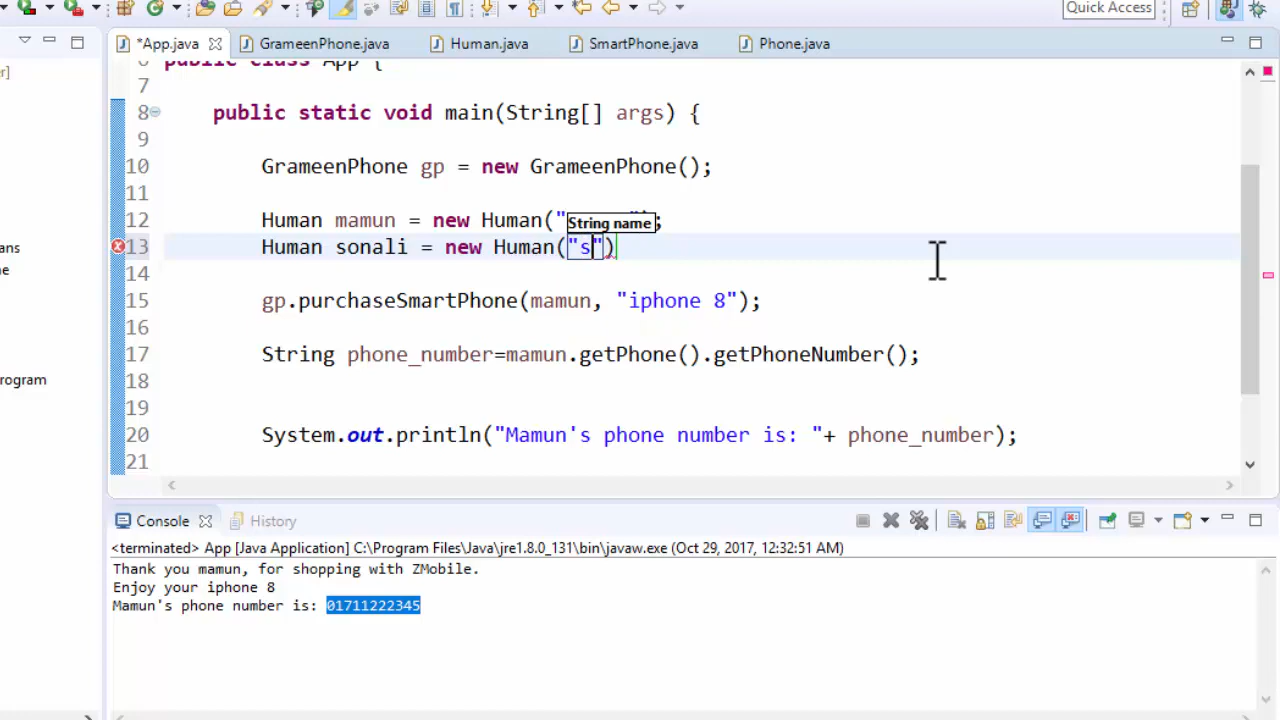 Quick Access
*App.java
GrameenPhone.java
Human.java
SmartPhone.java
Phone.java
er]
6 public class App {
7
8 public static void main(String[] args) {
9
10 GrameenPhone gp = new GrameenPhone();
11
12 Human mamun = new Human(" ");
String name
13 Human sonali = new Human("s")
14
15 gp.purchaseSmartPhone(mamun, "iphone 8");
16
17 String phone_number=mamun.getPhone().getPhoneNumber();
18
19
20 System.out.println("Mamun's phone number is: "+ phone_number);
21
ans
e
rogram
Console
History
<terminated> App [Java Application] C:\Program Files\Java\jre1.8.0_131\bin\javaw.exe (Oct 29, 2017, 12:32:51 AM)
Thank you mamun, for shopping with ZMobile.
Enjoy your iphone 8
Mamun's phone number is: 01711222345